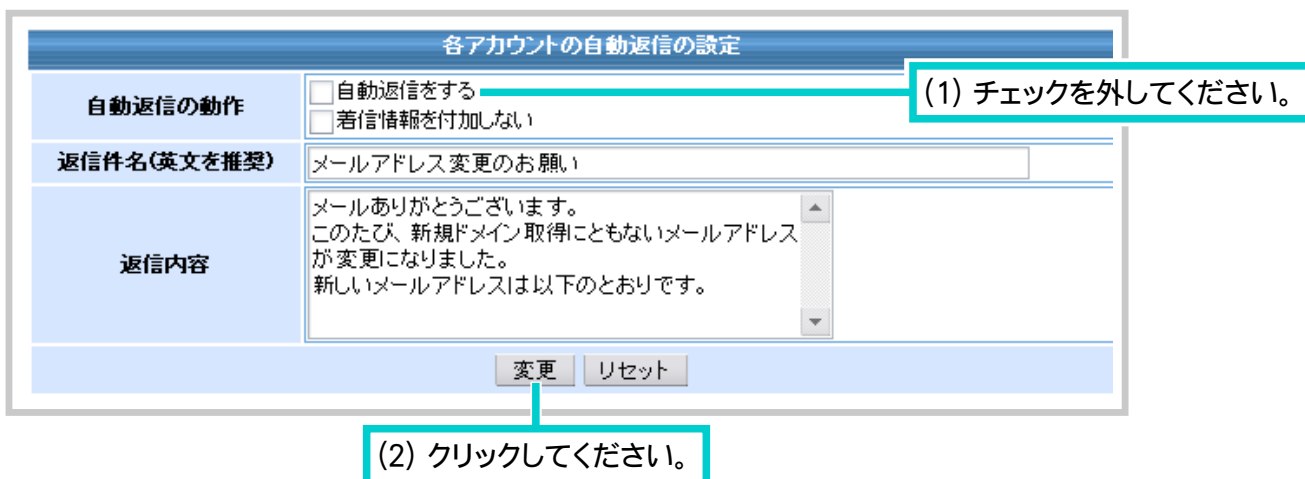 各アカウントの自動返信の設定
自動返信の動作
自動返信をする
(1) チェックを外してください。
着信情報を付加しない
返信件名(英文を推奨)
メールアドレス変更のお願い
返信内容
メールありがとうございます。
このたび、新規ドメイン取得にともないメールアドレス
が変更になりました。
新しいメールアドレスは以下のとおりです。
変更 リセット
(2) クリックしてください。